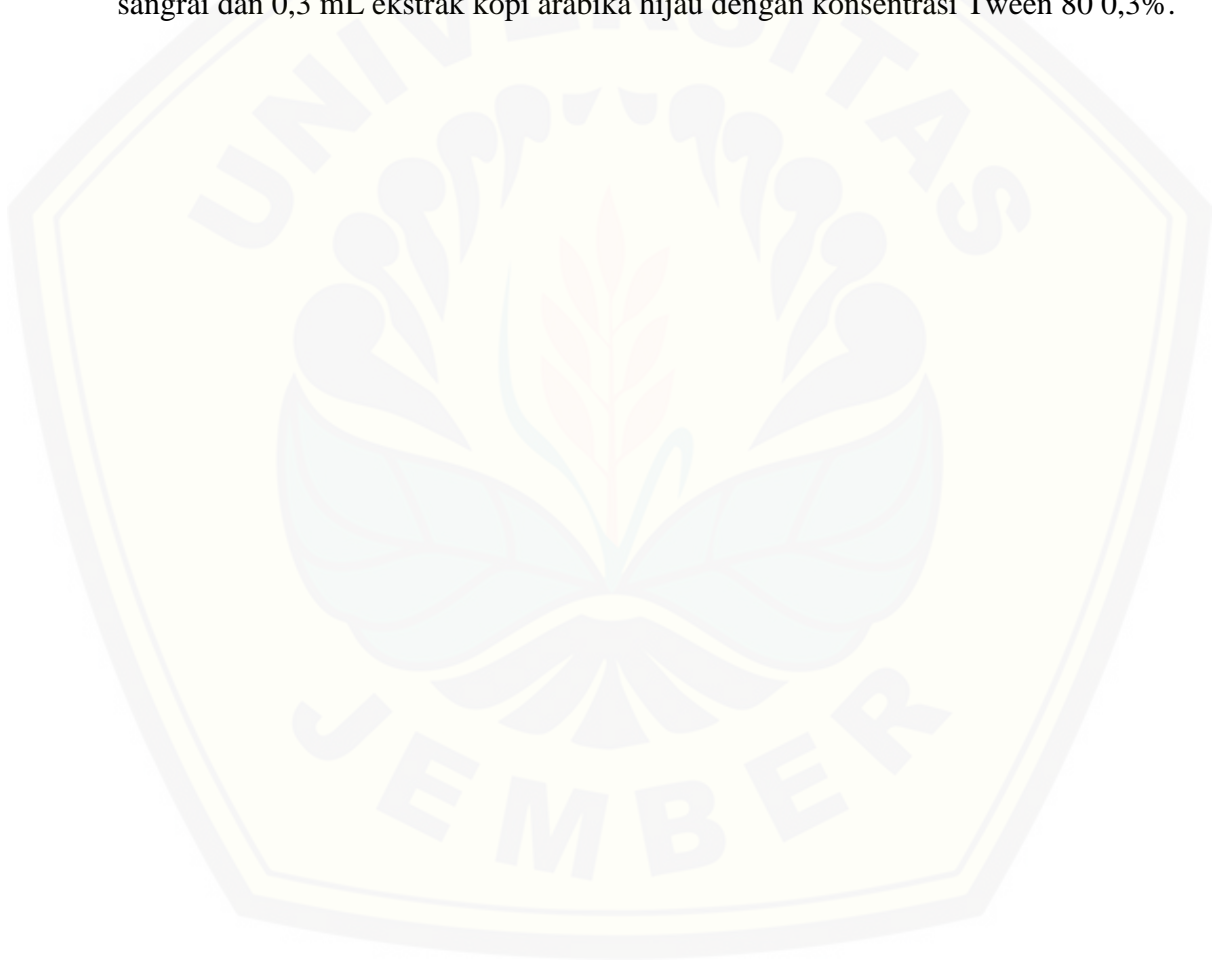 sangrai dan 0,3 mL ekstrak kopi arabika hijau dengan konsentrasi Tween 80 0,3%.
UNIVERSITAS
JEMBER